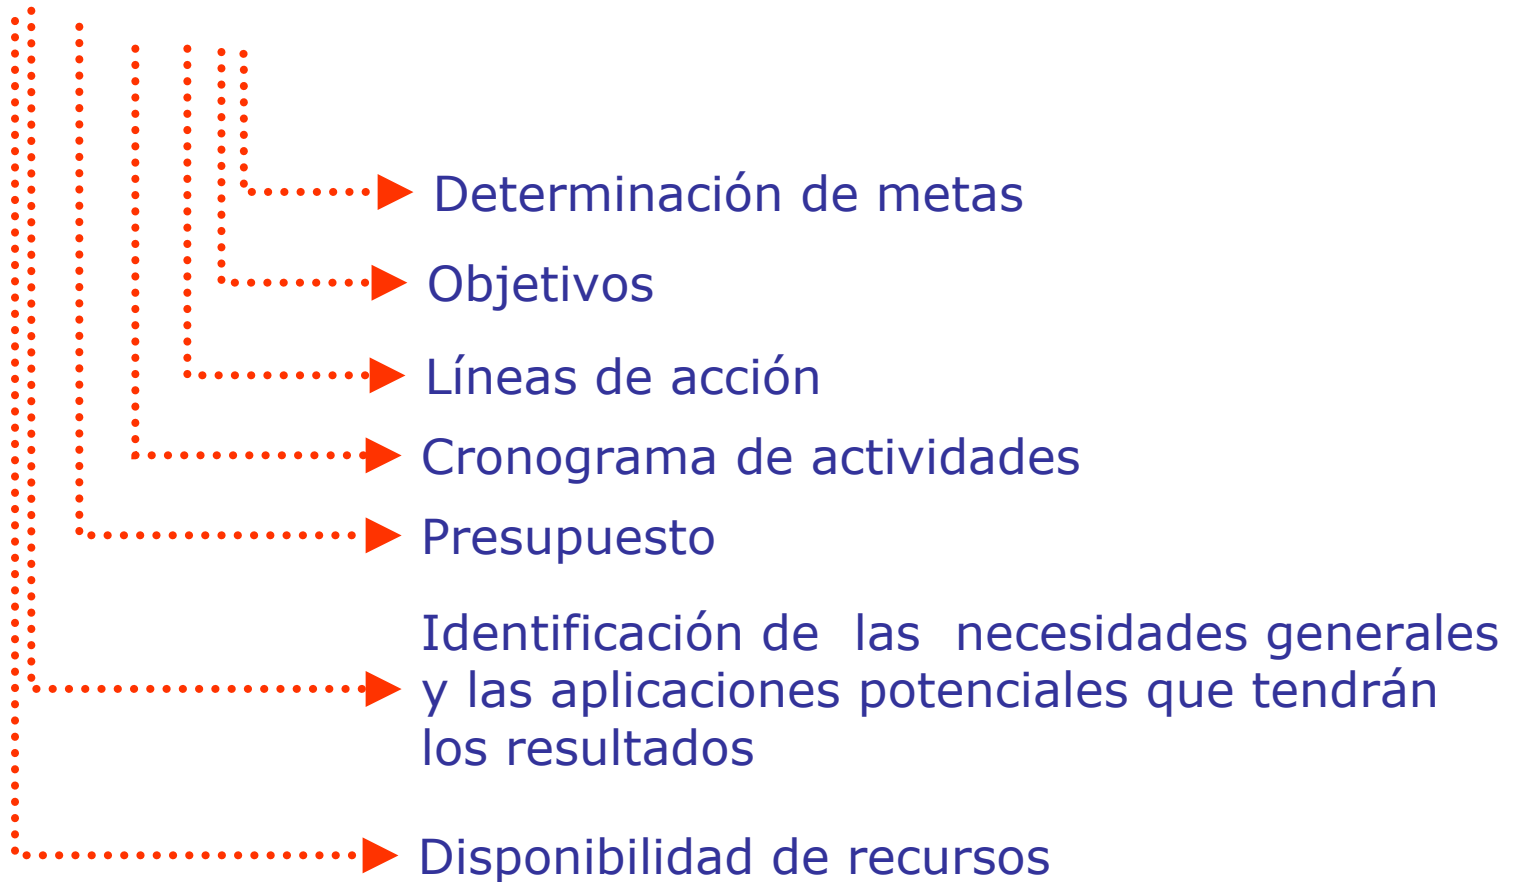 Determinación de metas
Objetivos
Líneas de acción
Cronograma de actividades
Presupuesto
Identificación de las necesidades generales
y las aplicaciones potenciales que tendrán
los resultados
Disponibilidad de recursos